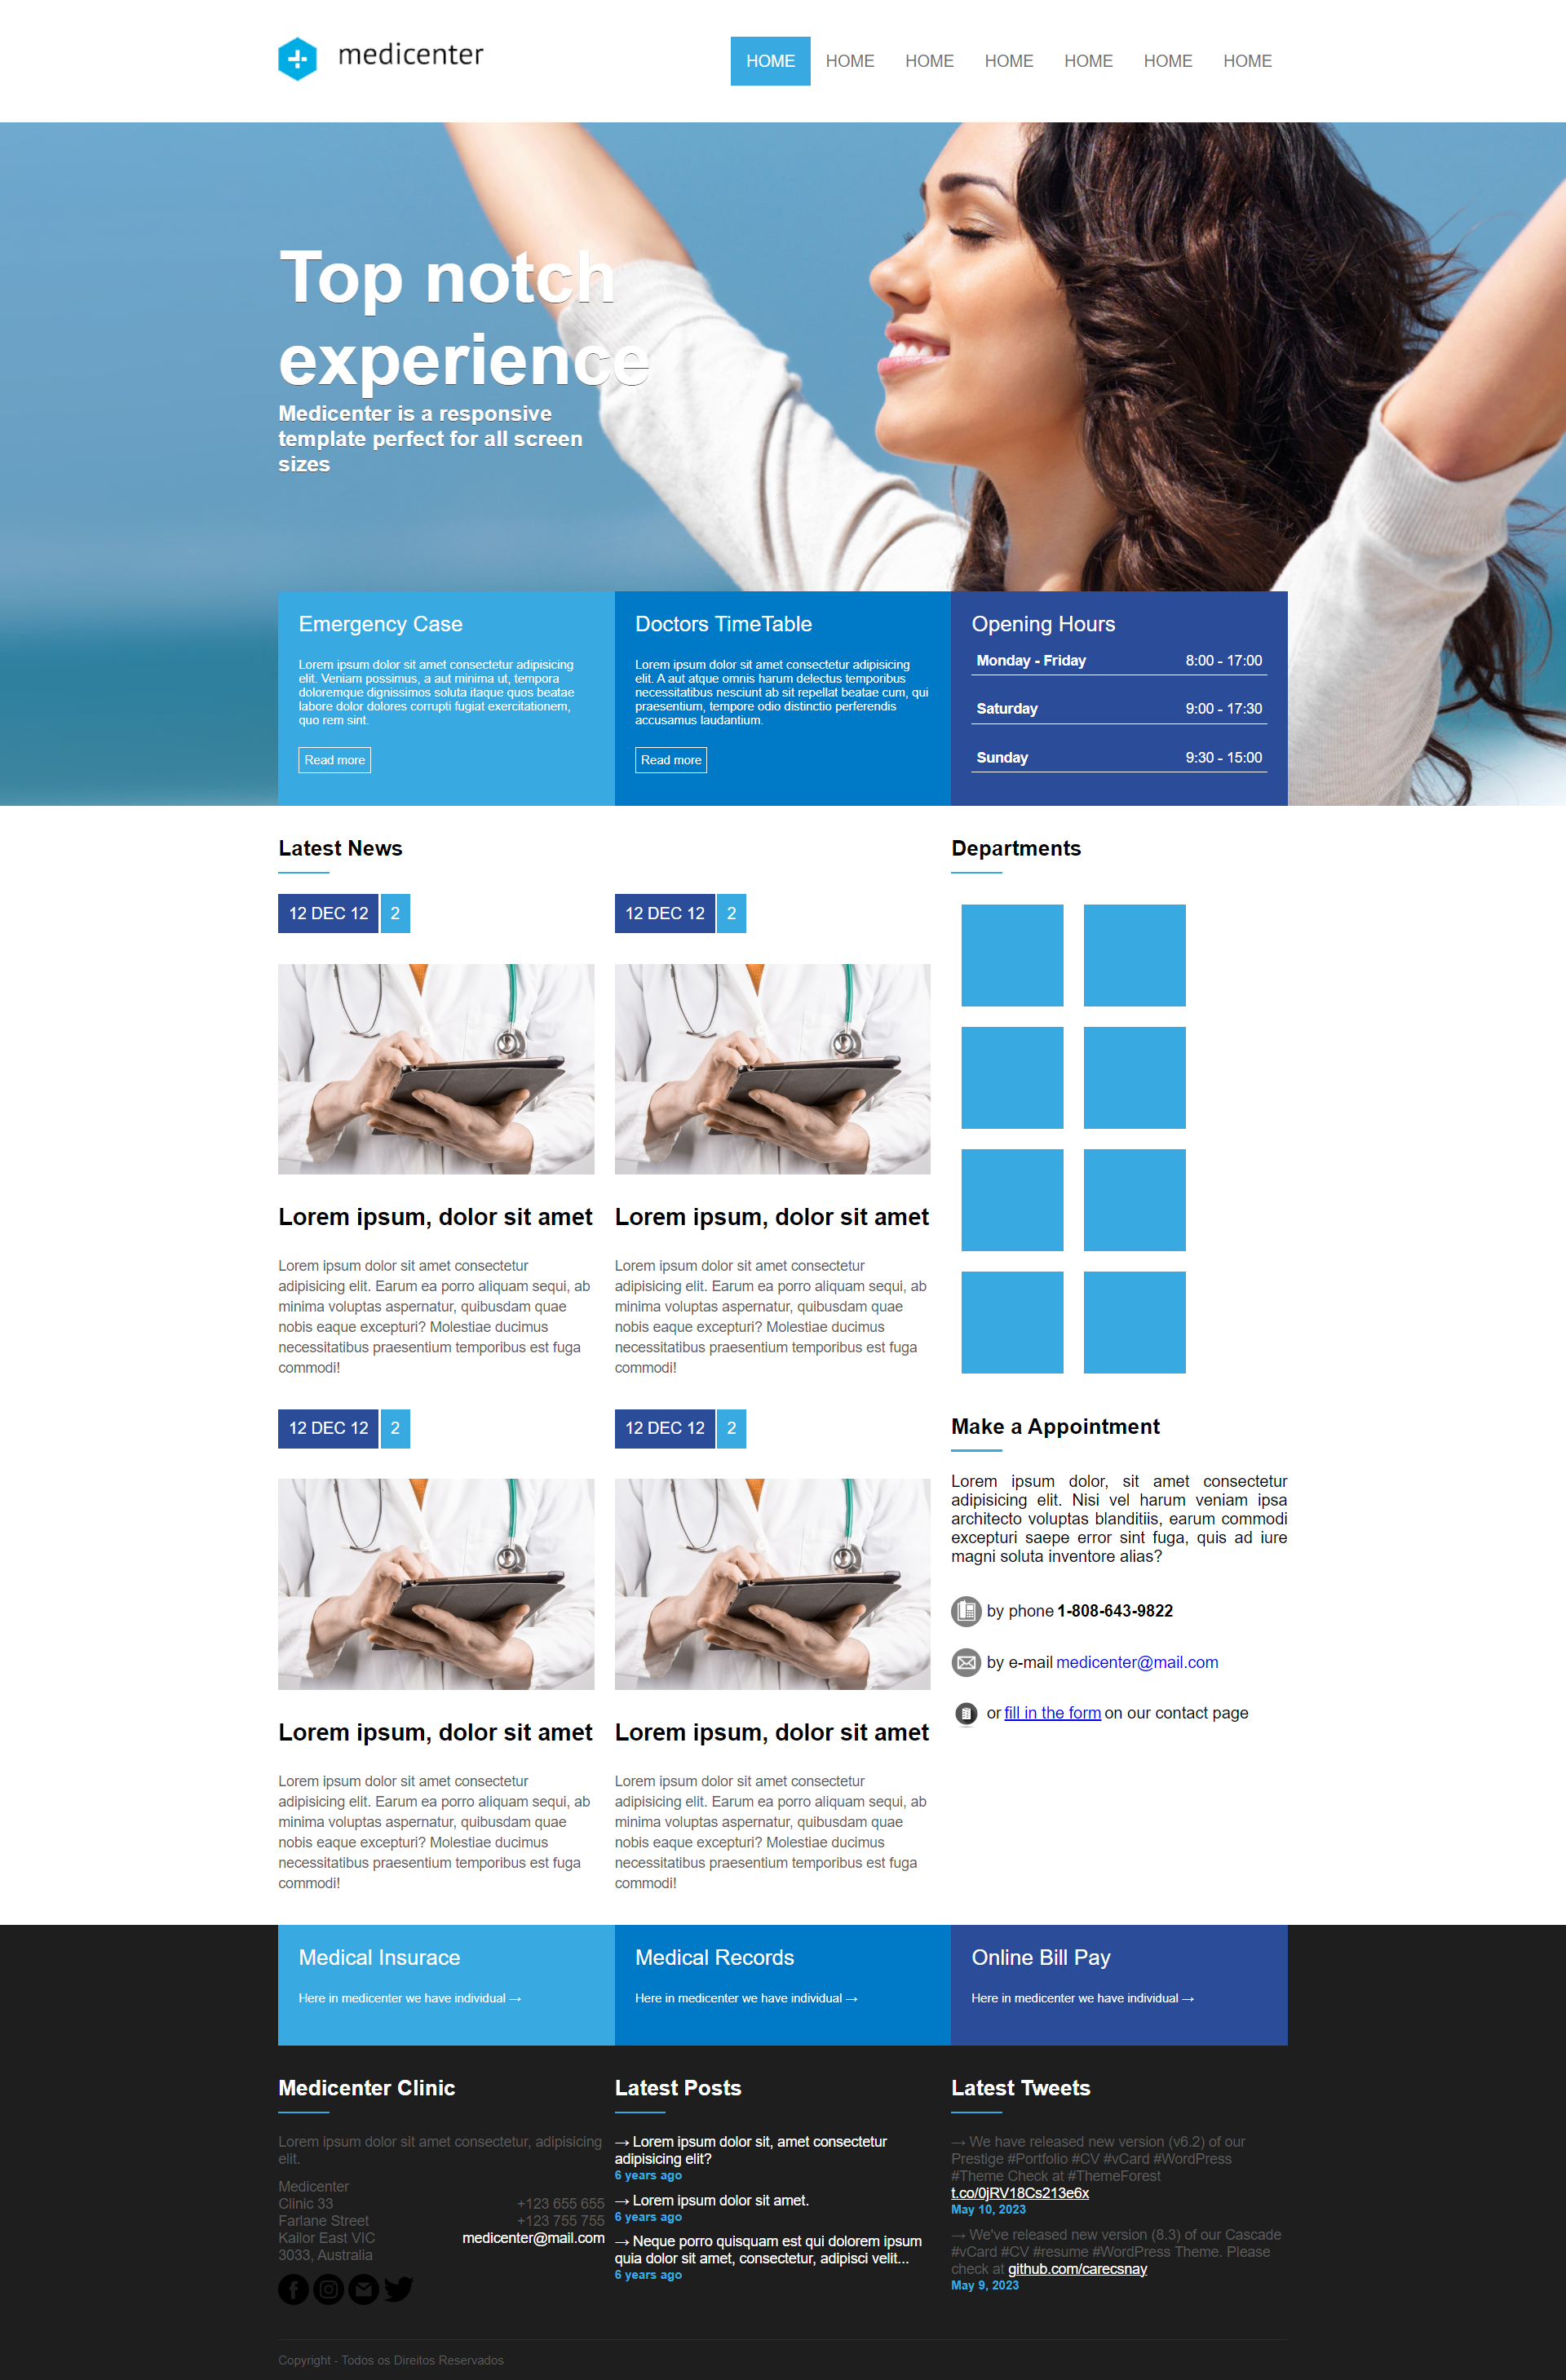 medicenter
HOME HOME HOME HOME HOME HOME HOME
Top notch
experience
Medicenter is a responsive
template perfect for all screen
sizes
Emergency Case
Lorem ipsum dolor sit amet consectetur adipisicing
elit. Veniam possimus, a aut minima ut, tempora
doloremque dignissimos soluta itaque quos beatae
labore dolor dolores corrupti fugiat exercitationem,
quo rem sint.
Read more
Doctors TimeTable
Lorem ipsum dolor sit amet consectetur adipisicing
elit. A aut atque omnis harum delectus temporibus
necessitatibus nesciunt ab sit repellat beatae cum, qui
praesentium, tempore odio distinctio perferendis
accusamus laudantium.
Read more
Opening Hours
Monday - Friday 8:00 - 17:00
Saturday 9:00 - 17:30
Sunday 9:30 - 15:00
Latest News
12 DEC 12 2
Lorem ipsum, dolor sit amet
Lorem ipsum dolor sit amet consectetur
adipisicing elit. Earum ea porro aliquam sequi, ab
minima voluptas aspernatur, quibusdam quae
nobis eaque excepturi? Molestiae ducimus
necessitatibus praesentium temporibus est fuga
commodi!
12 DEC 12 2
Lorem ipsum, dolor sit amet
Lorem ipsum dolor sit amet consectetur
adipisicing elit. Earum ea porro aliquam sequi, ab
minima voluptas aspernatur, quibusdam quae
nobis eaque excepturi? Molestiae ducimus
necessitatibus praesentium temporibus est fuga
commodi!
12 DEC 12 2
Lorem ipsum, dolor sit amet
Lorem ipsum dolor sit amet consectetur
adipisicing elit. Earum ea porro aliquam sequi, ab
minima voluptas aspernatur, quibusdam quae
nobis eaque excepturi? Molestiae ducimus
necessitatibus praesentium temporibus est fuga
commodi!
12 DEC 12 2
Lorem ipsum, dolor sit amet
Lorem ipsum dolor sit amet consectetur
adipisicing elit. Earum ea porro aliquam sequi, ab
minima voluptas aspernatur, quibusdam quae
nobis eaque excepturi? Molestiae ducimus
necessitatibus praesentium temporibus est fuga
commodi!
Departments
Make a Appointment
Lorem ipsum dolor, sit amet consectetur
adipisicing elit. Nisi vel harum veniam ipsa
architecto voluptas blanditiis, earum commodi
excepturi saepe error sint fuga, quis ad iure
magni soluta inventore alias?
by phone 1-808-643-9822
by e-mail medicenter@mail.com
or fill in the form on our contact page
Medical Insurace
Here in medicenter we have individual →
Medical Records
Here in medicenter we have individual →
Online Bill Pay
Here in medicenter we have individual →
Medicenter Clinic
Lorem ipsum dolor sit amet consectetur, adipisicing
elit.
Medicenter
Clinic 33
Farlane Street
Kailor East VIC
3033, Australia
+123 655 655
+123 755 755
medicenter@mail.com
Latest Posts
→ Lorem ipsum dolor sit, amet consectetur
adipisicing elit?
6 years ago
→ Lorem ipsum dolor sit amet.
6 years ago
→ Neque porro quisquam est qui dolorem ipsum
quia dolor sit amet, consectetur, adipisci velit...
6 years ago
Latest Tweets
→ We have released new version (v6.2) of our
Prestige #Portfolio #CV #vCard #WordPress
#Theme Check at #ThemeForest
t.co/0jRV18Cs213e6x
May 10, 2023
→ We've released new version (8.3) of our Cascade
#vCard #CV #resume #WordPress Theme. Please
check at github.com/carecsnay
May 9, 2023
Copyright - Todos os Direitos Reservados